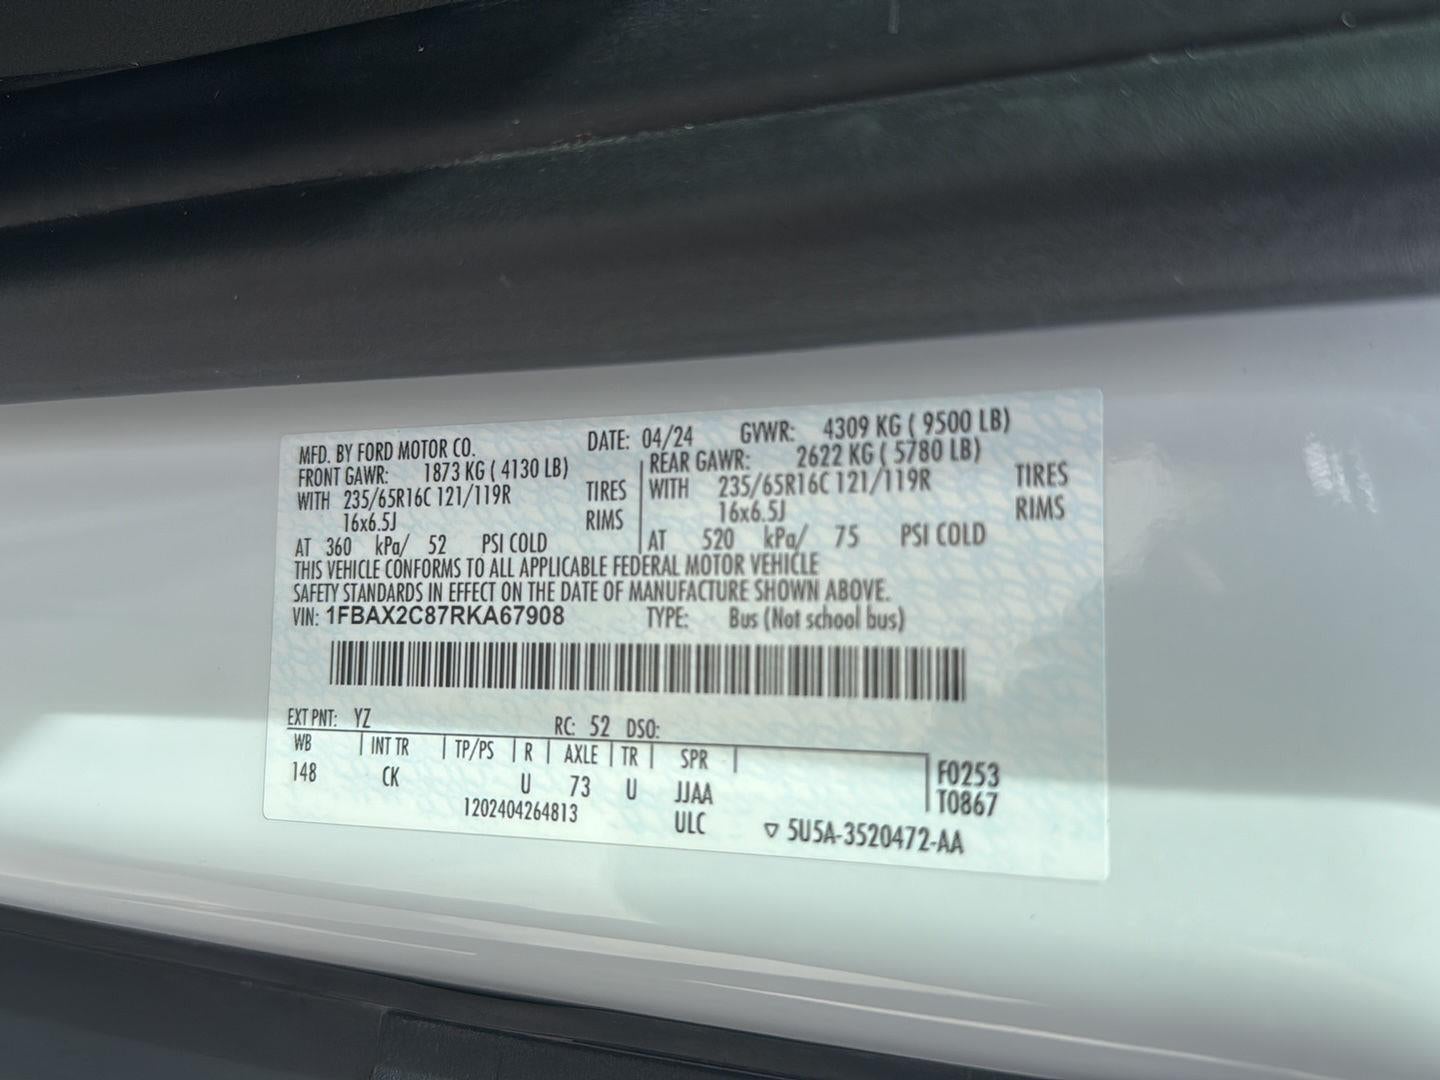 MFD. BY FORD MOTOR CO. DATE: 04/24 GVWR: 4309 KG ( 9500 LB)
FRONT GAWR: 1873 KG ( 4130 LB) REAR GAWR: 2622 KG ( 5780 LB)
WITH 235/65R16C 121/119R TIRES WITH 235/65R16C 121/119R TIRES
16x6.5J RIMS 16x6.5J RIMS
AT 360 kPa/ 52 PSI COLD AT 520 kPa/ 75 PSI COLD
THIS VEHICLE CONFORMS TO ALL APPLICABLE FEDERAL MOTOR VEHICLE
SAFETY STANDARDS IN EFFECT ON THE DATE OF MANUFACTURE SHOWN ABOVE.
VIN: 1FBAX2C87RKA67908 TYPE: Bus (Not school bus)
EXT PNT: YZ RC: 52 DSO:
WB INT TR TP/PS R AXLE TR SPR F0253
148 CK U 73 U JJAA T0867
1202404264813 ULC ▽ 5U5A-3520472-AA